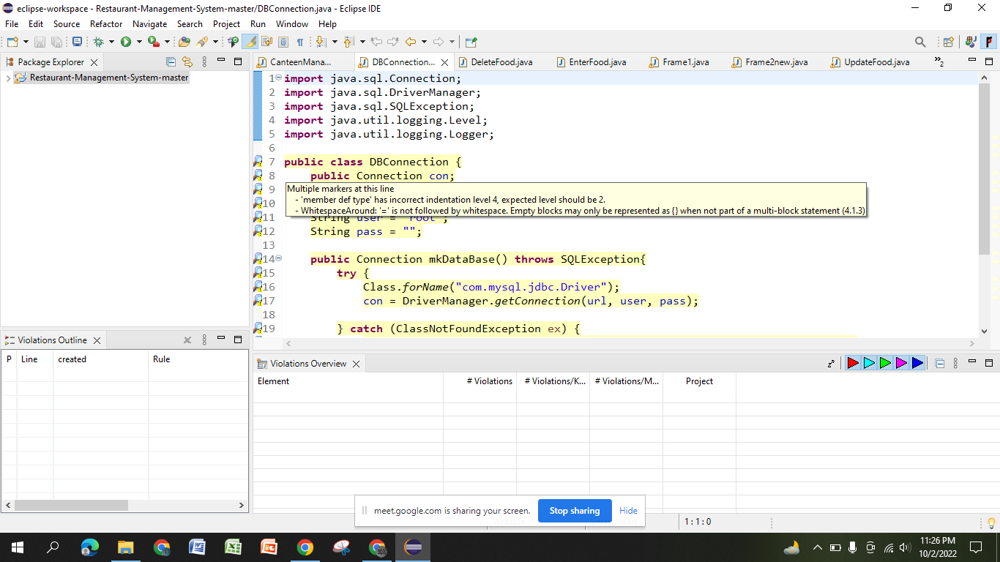 eclipse-workspace - Restaurant-Management-System-master/DBConnection.java - Eclipse IDE
File Edit Source Refactor Navigate Search Project Run Window Help
Package Explorer
Restaurant-Management-System-master
CanteenMana... DBConnection... DeleteFood.java EnterFood.java Frame1.java Frame2new.java UpdateFood.java 2
1 import java.sql.Connection;
2 import java.sql.DriverManager;
3 import java.sql.SQLException;
4 import java.util.logging.Level;
5 import java.util.logging.Logger;
6
7 public class DBConnection {
8 public Connection con;
9
Multiple markers at this line
- 'member def type' has incorrect indentation level 4, expected level should be 2.
- WhitespaceAround: '=' is not followed by whitespace. Empty blocks may only be represented as {} when not part of a multi-block statement (4.1.3)
10
11 String user = "root";
12 String pass = "";
13
14 public Connection mkDataBase() throws SQLException{
15 try {
16 Class.forName("com.mysql.jdbc.Driver");
17 con = DriverManager.getConnection(url, user, pass);
18
19 } catch (ClassNotFoundException ex) {
Violations Outline
P Line created Rule
Violations Overview
Element # Violations # Violations/K... # Violations/M... Project
meet.google.com is sharing your screen. Stop sharing Hide
1:1:0
11:26 PM
10/2/2022